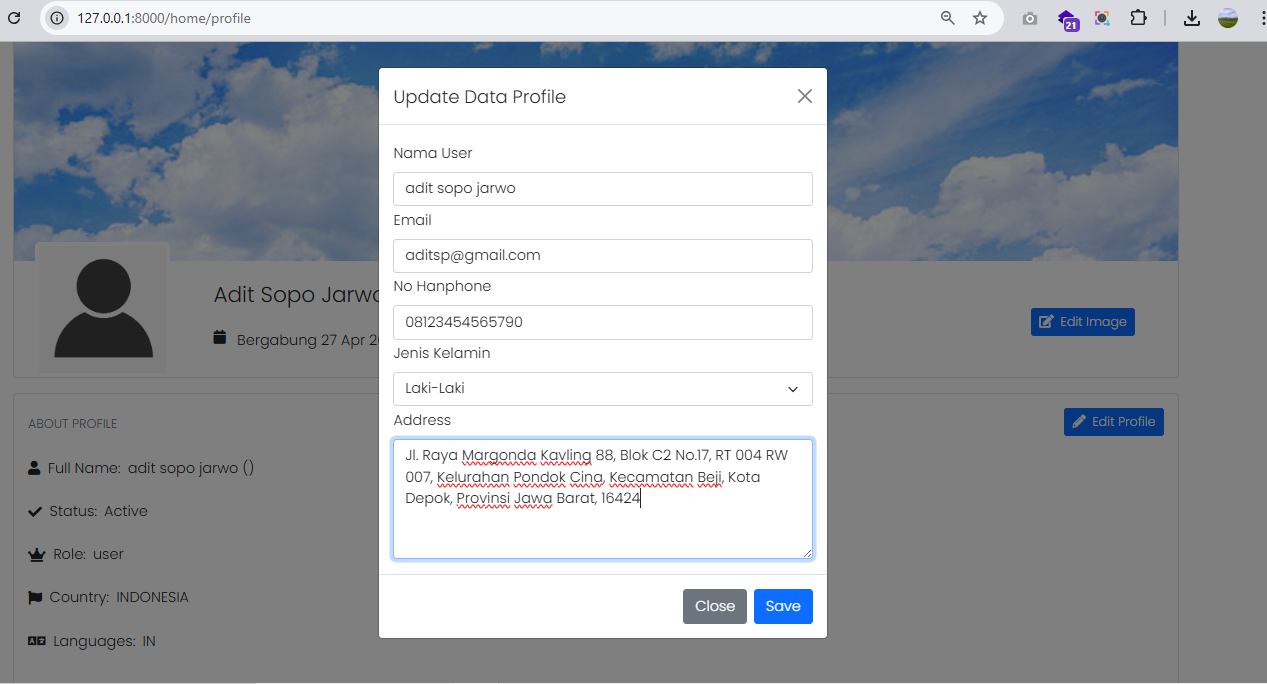 127.0.0.1:8000/home/profile
21
Update Data Profile
Nama User
adit sopo jarwo
Email
aditsp@gmail.com
No Hanphone
08123454565790
Jenis Kelamin
Laki-Laki
Address
Jl. Raya Margonda Kavling 88, Blok C2 No.17, RT 004 RW
007, Kelurahan Pondok Cina, Kecamatan Beji, Kota
Depok, Provinsi Jawa Barat, 16424
Close
Save
Adit Sopo Jarwo
Bergabung 27 Apr
Edit Image
ABOUT PROFILE
Edit Profile
Full Name: adit sopo jarwo ()
Status: Active
Role: user
Country: INDONESIA
Languages: IN